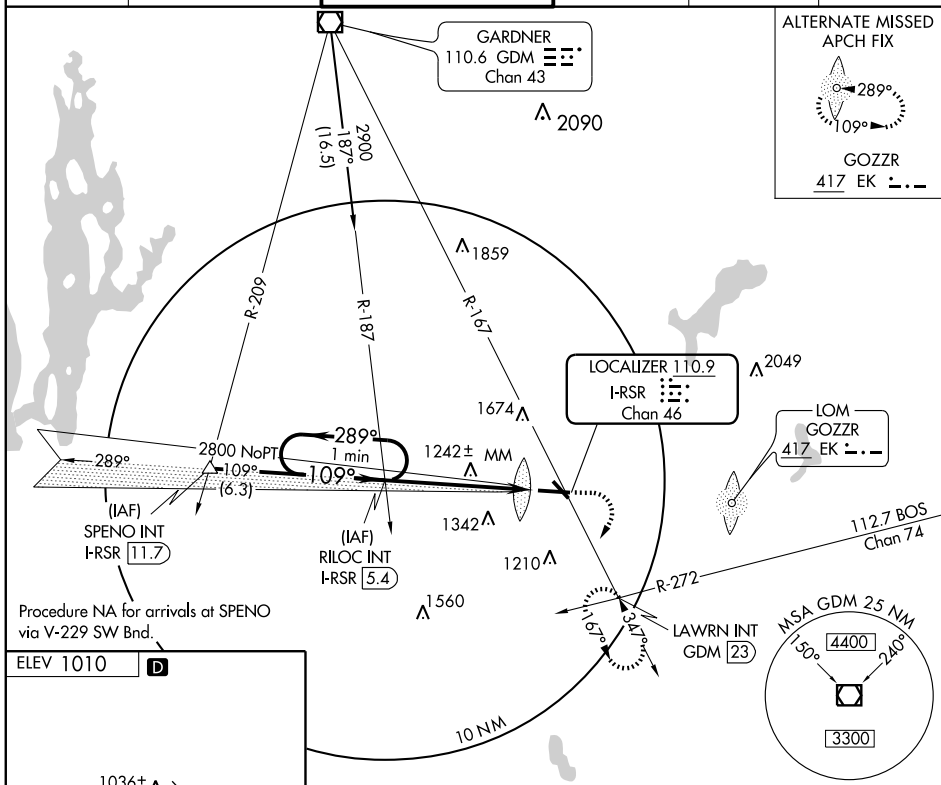 GARDNER
110.6 GDM
Chan 43
ALTERNATE MISSED
APCH FIX
289°
109°
GOZZR
417 EK
2090
2900
187°
(16.5)
1859
R-209
R-187
R-167
LOCALIZER 110.9
I-RSR
Chan 46
2049
1674
LOM
GOZZR
417 EK
289°
2800 NoPT
109°
(6.3)
289°
1 min
109°
1242± MM
(IAF)
SPENO INT
I-RSR 11.7
(IAF)
RILOC INT
I-RSR 5.4
1342
1210
112.7 BOS
Chan 74
R-272
1560
Procedure NA for arrivals at SPENO
via V-229 SW Bnd.
167°
347°
LAWRN INT
GDM 23
MSA GDM 25 NM
150°
4400
240°
3300
ELEV 1010 D
10 NM
1036±